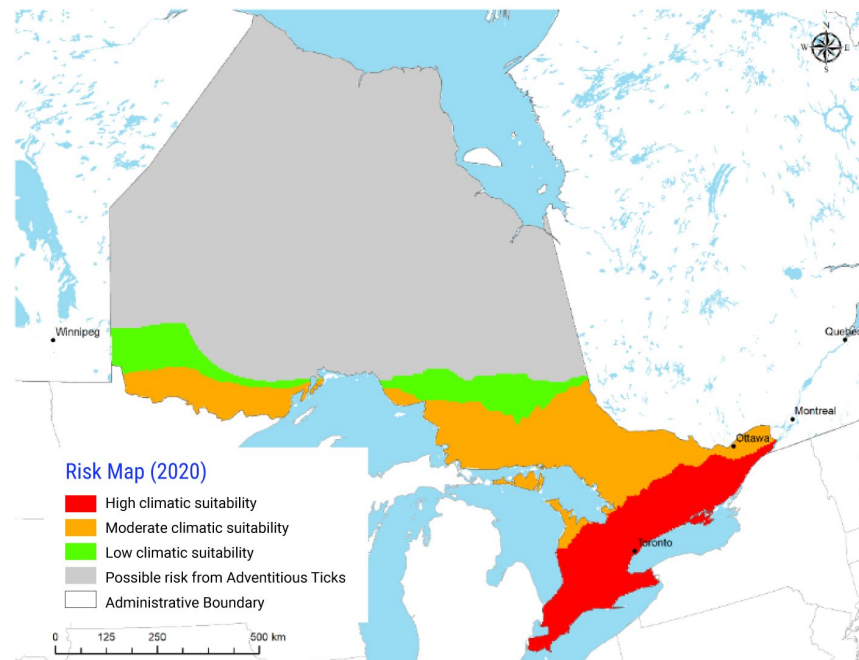 N
W E
S
Winnipeg
Quebec
Montreal
Ottawa
Toronto
Risk Map (2020)
High climatic suitability
Moderate climatic suitability
Low climatic suitability
Possible risk from Adventitious Ticks
Administrative Boundary
0 125 250 500 km